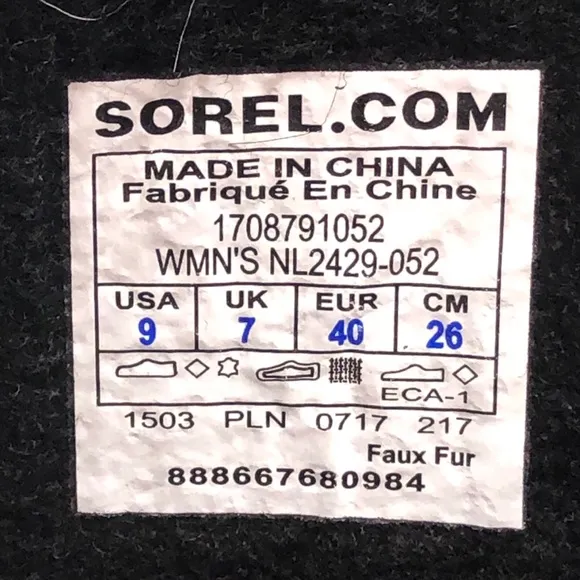 SOREL.COM
MADE IN CHINA
Fabriqué En Chine
1708791052
WMN'S NL2429-052
USA UK EUR CM
9 7 40 26
ECA-1
1503 PLN 0717 217
Faux Fur
888667680984